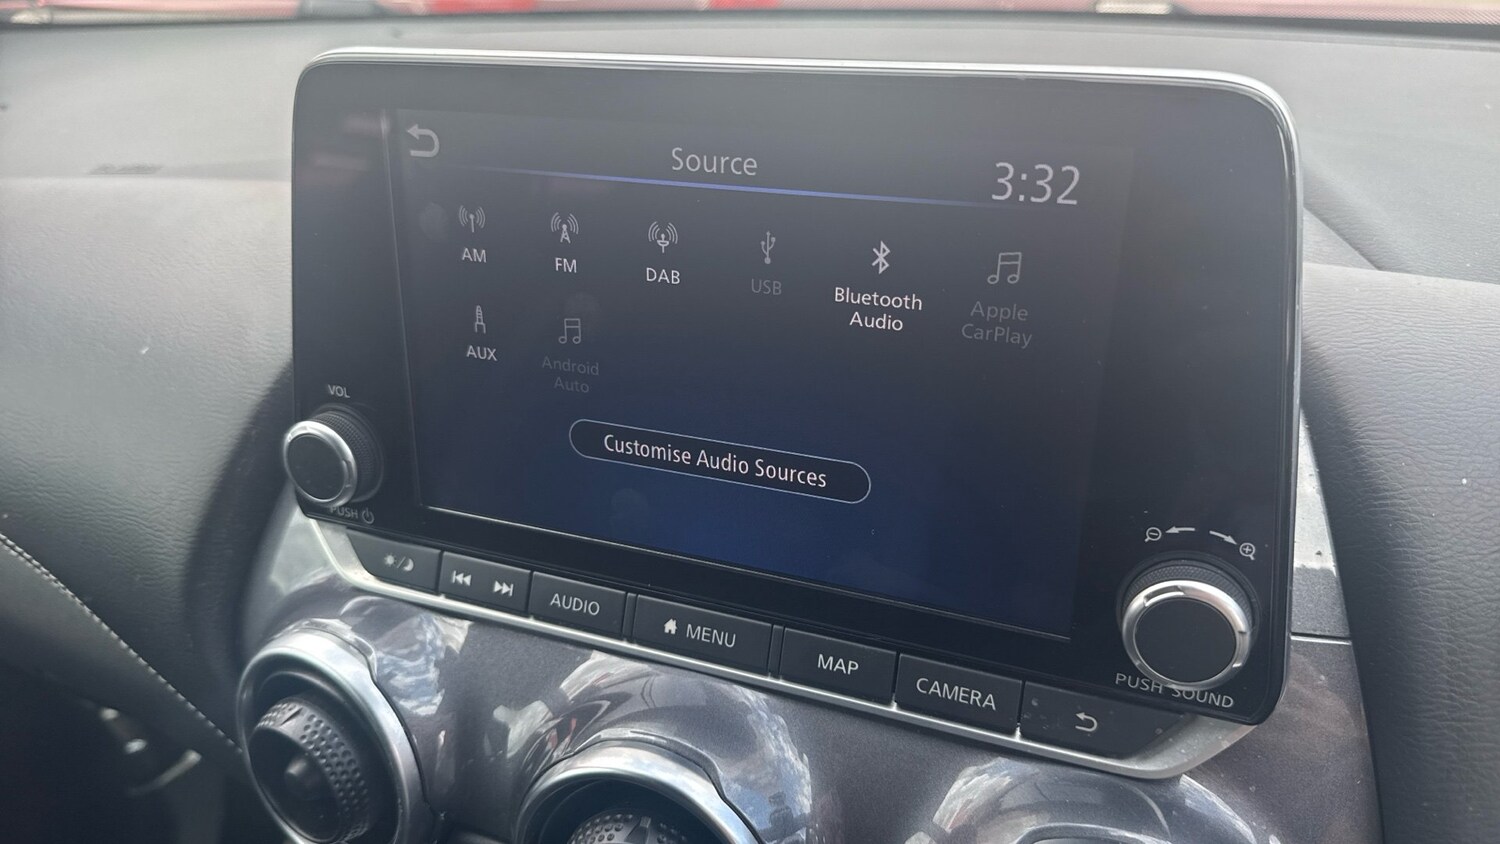 Source
3:32
AM
FM
DAB
USB
Bluetooth
Audio
Apple
CarPlay
AUX
Android
Auto
Customise Audio Sources
VOL
PUSH
AUDIO
MENU
MAP
CAMERA
PUSH SOUND